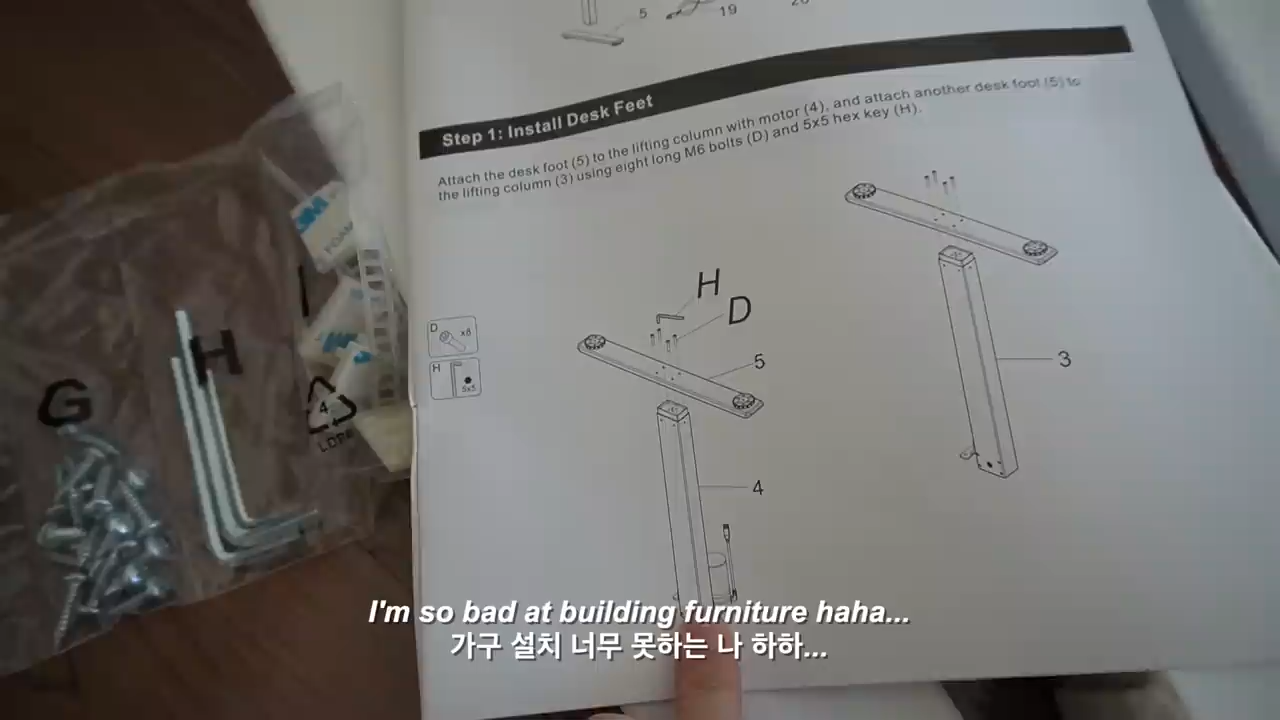 5
19
20
Step 1: Install Desk Feet
Attach the desk foot (5) to the lifting column with motor (4), and attach another desk foot (5) to
the lifting column (3) using eight long M6 bolts (D) and 5x5 hex key (H).
H
D
D x8
H 5x5
5
3
4
G
H
I
4
LDPE
3M
FOAM
I'm so bad at building furniture haha...
가구 설치 너무 못하는 나 하하...